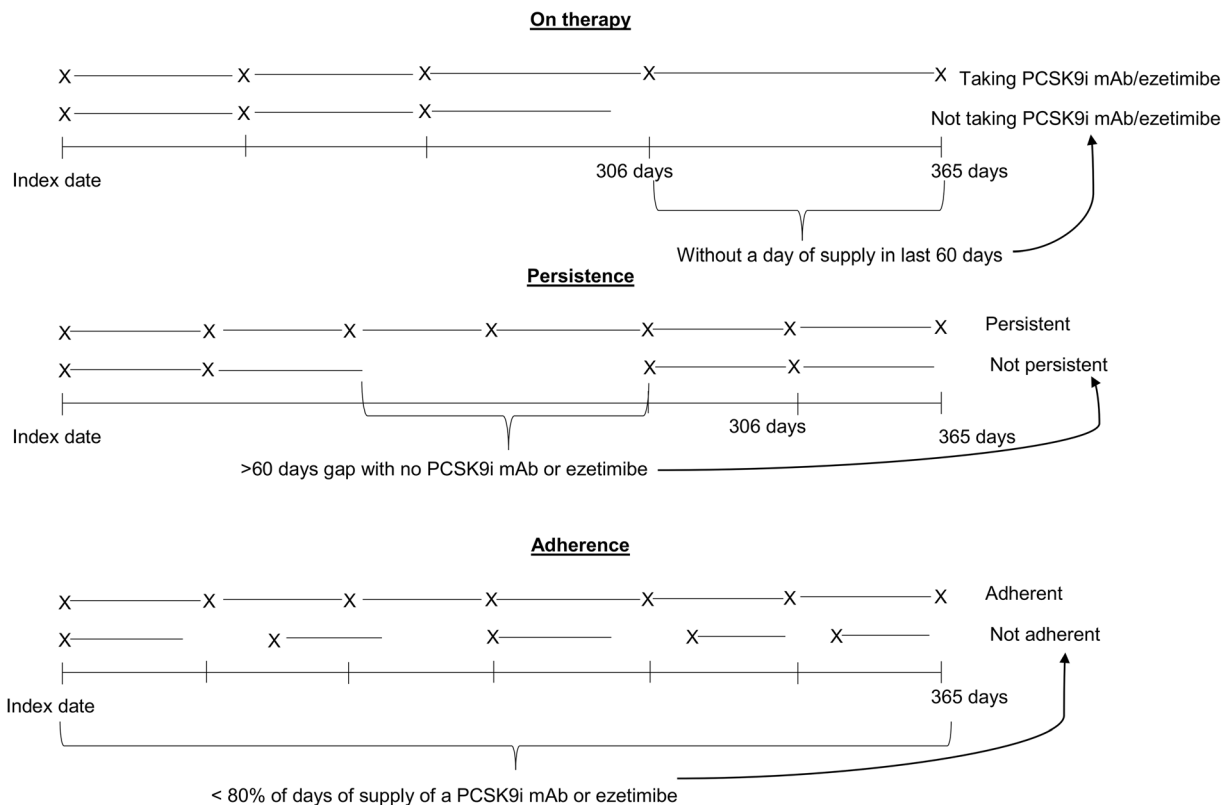 On therapy
X X X X X Taking PCSK9i mAb/ezetimibe
X X X Not taking PCSK9i mAb/ezetimibe
Index date 306 days 365 days
Without a day of supply in last 60 days
Persistence
X X X X X X X Persistent
X X X X Not persistent
Index date 306 days 365 days
>60 days gap with no PCSK9i mAb or ezetimibe
Adherence
X X X X X X X Adherent
X X X X X Not adherent
Index date 365 days
< 80% of days of supply of a PCSK9i mAb or ezetimibe